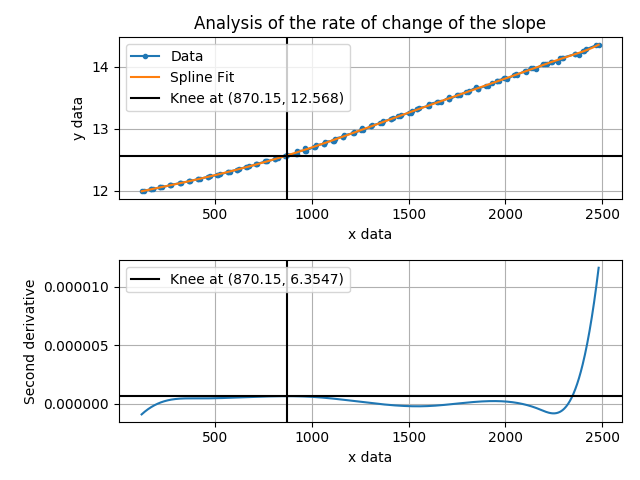 Analysis of the rate of change of the slope
Data
Spline Fit
Knee at (870.15, 12.568)
y data
14
13
12
500 1000 1500 2000 2500
x data
Knee at (870.15, 6.3547)
Second derivative
0.000010
0.000005
0.000000
500 1000 1500 2000 2500
x data